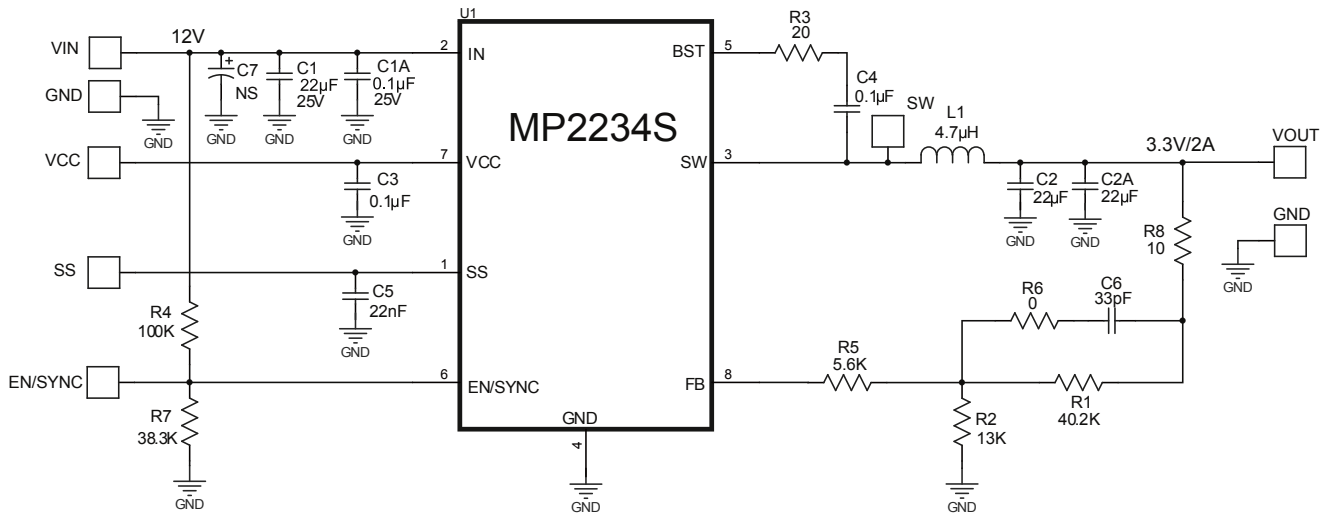 U1
MP2234S
VIN
12V
2
IN
GND
GND
C7
NS
GND
C1
22µF
25V
GND
C1A
0.1µF
25V
GND
VCC
7
VCC
C3
0.1µF
GND
SS
1
SS
C5
22nF
GND
R4
100K
EN/SYNC
6
EN/SYNC
R7
38.3K
GND
GND
4
GND
BST
5
R3
20
C4
0.1µF
SW
SW
3
L1
4.7µH
3.3V/2A
VOUT
C2
22µF
GND
C2A
22µF
GND
GND
GND
R8
10
R6
0
C6
33pF
FB
8
R5
5.6K
R1
40.2K
R2
13K
GND